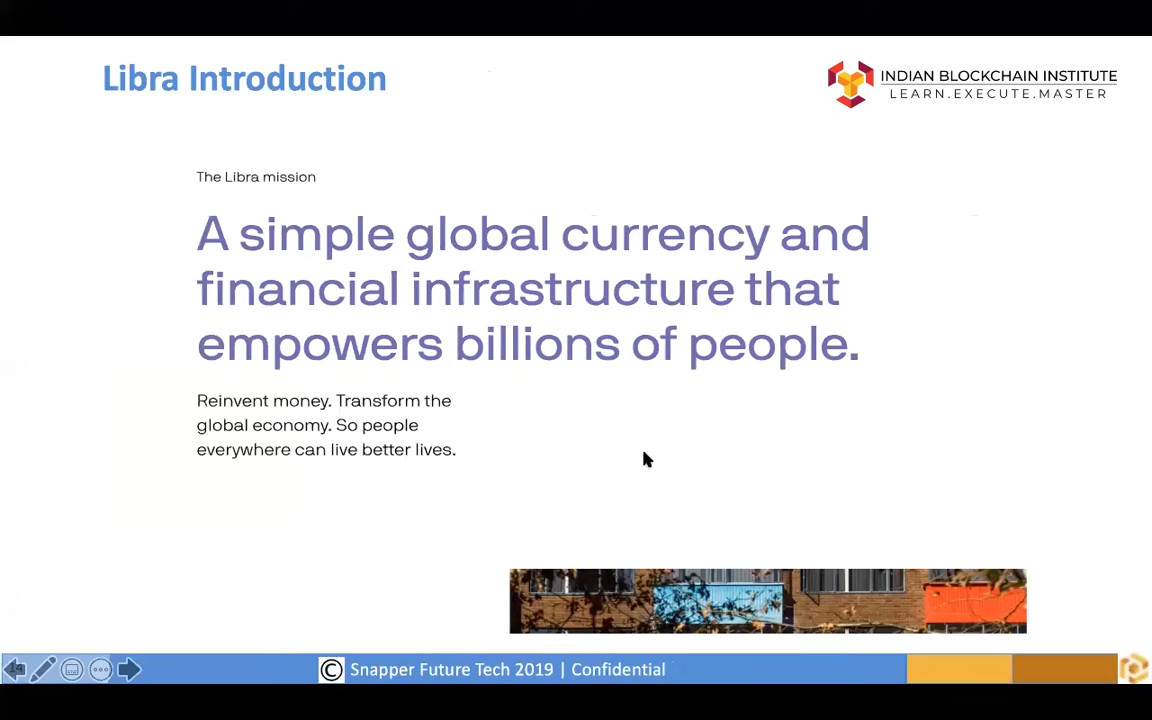 Libra Introduction
INDIAN BLOCKCHAIN INSTITUTE
LEARN.EXECUTE.MASTER
The Libra mission
A simple global currency and
financial infrastructure that
empowers billions of people.
Reinvent money. Transform the
global economy. So people
everywhere can live better lives.
14
© Snapper Future Tech 2019 | Confidential